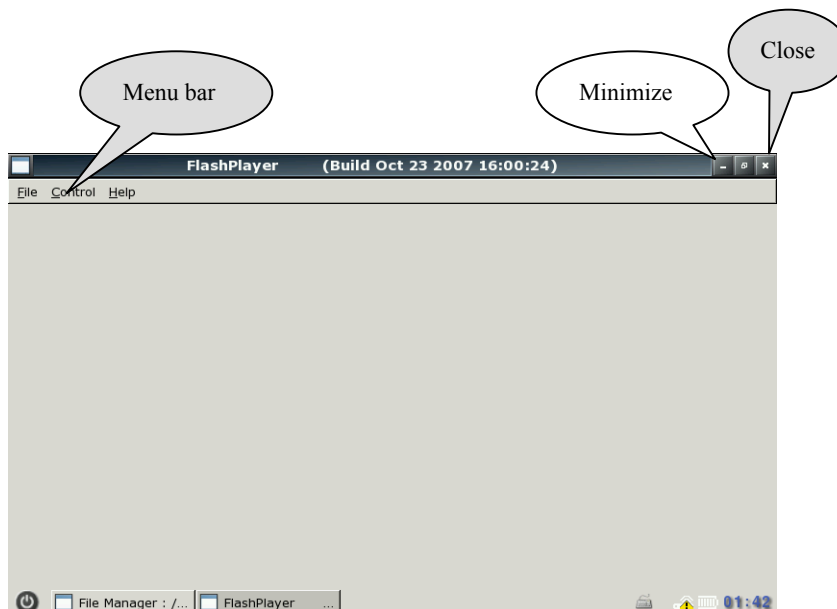 Close
Menu bar
Minimize
FlashPlayer (Build Oct 23 2007 16:00:24)
File Control Help
File Manager : /... FlashPlayer ... 01:42